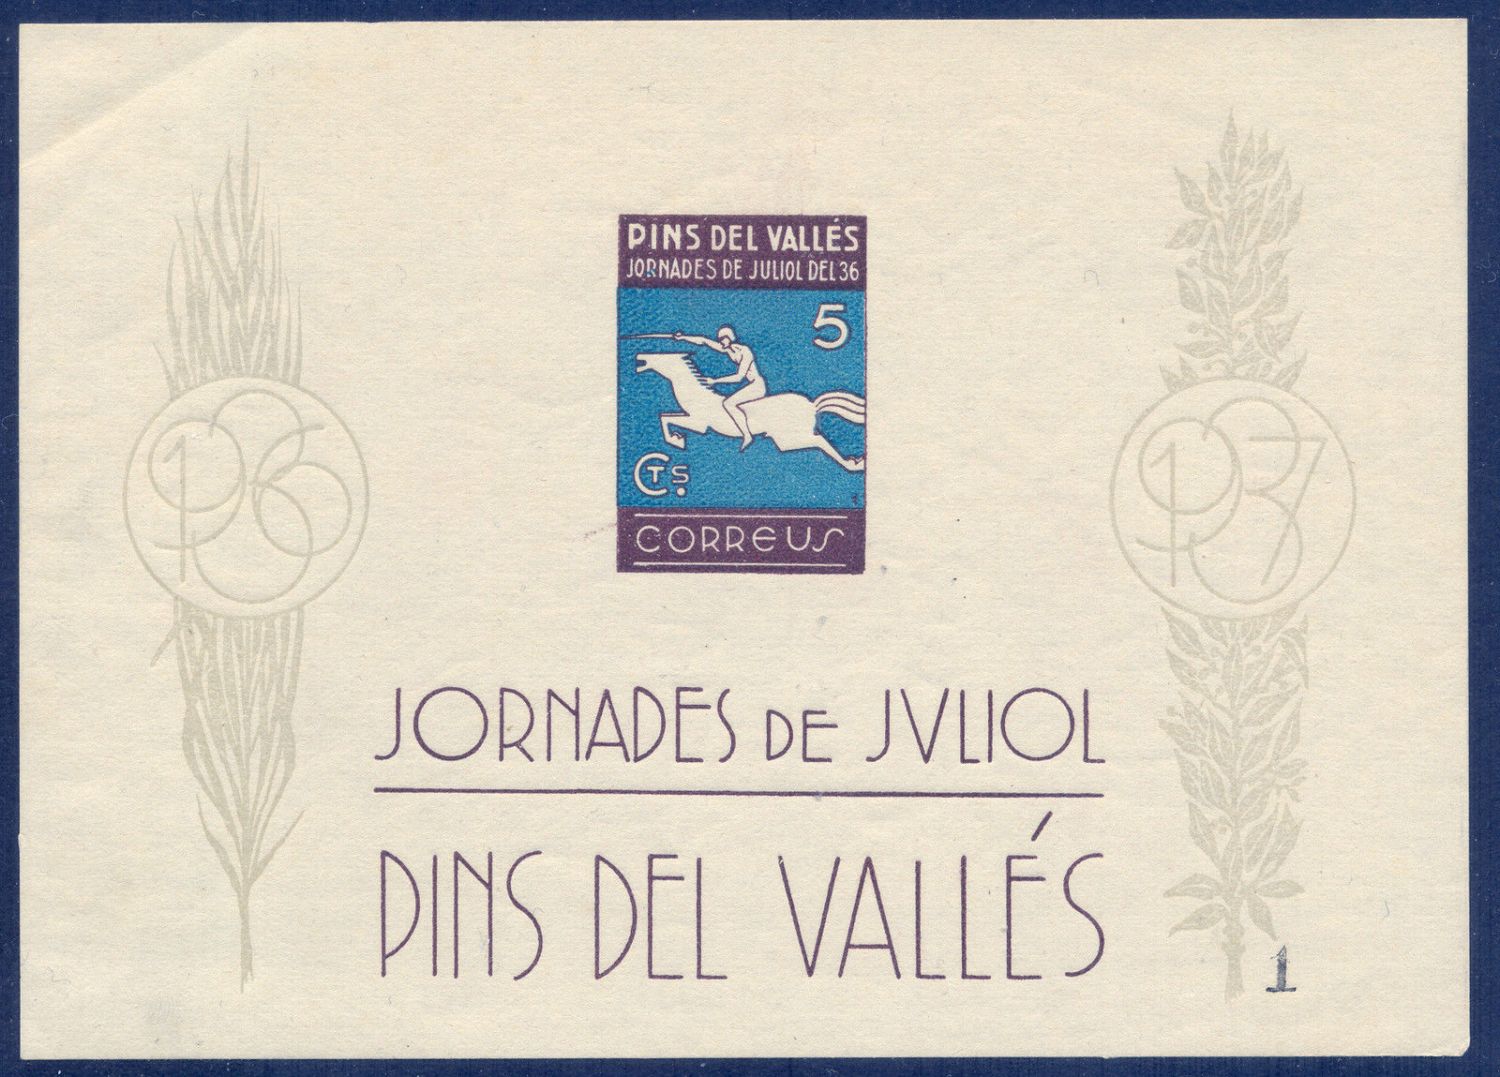 PINS DEL VALLÉS
JORNADES DE JULIOL DEL 36
5
CTS.
CORREUS
1936
1937
JORNADES DE JVLIOL
PINS DEL VALLÉS
1